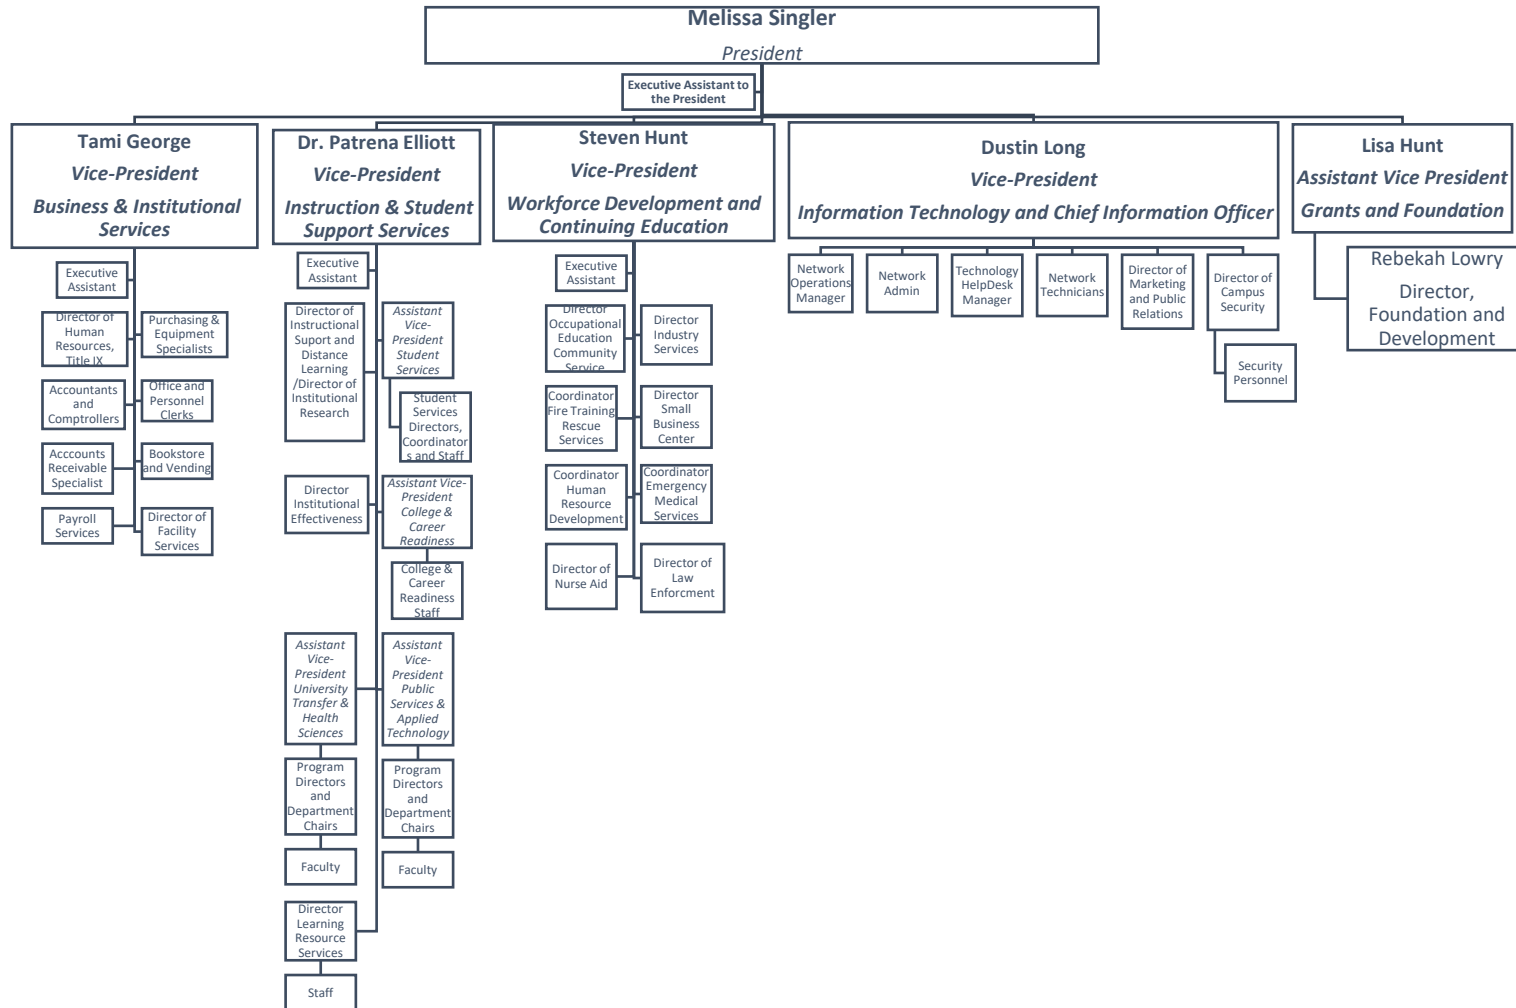 Melissa Singler
President
Executive Assistant to
the President
Tami George
Vice-President
Business & Institutional
Services
Executive
Assistant
Director of
Human
Resources,
Title IX
Purchasing &
Equipment
Specialists
Accountants
and
Comptrollers
Office and
Personnel
Clerks
Acccounts
Receivable
Specialist
Bookstore
and Vending
Payroll
Services
Director of
Facility
Services
Dr. Patrena Elliott
Vice-President
Instruction & Student
Support Services
Executive
Assistant
Director of
Instructional
Suport and
Distance
Learning
/Director of
Institutional
Research
Assistant
Vice-
President
Student
Services
Student
Services
Directors,
Coordinator
s and Staff
Director
Institutional
Effectiveness
Assistant Vice-
President
College &
Career
Readiness
College &
Career
Readiness
Staff
Assistant
Vice-
President
University
Transfer &
Health
Sciences
Assistant
Vice-
President
Public
Services &
Applied
Technology
Program
Directors
and
Department
Chairs
Program
Directors
and
Department
Chairs
Faculty
Faculty
Director
Learning
Resource
Services
Staff
Steven Hunt
Vice-President
Workforce Development and
Continuing Education
Executive
Assistant
Director
Occupational
Education
Community
Service
Director
Industry
Services
Coordinator
Fire Training
Rescue
Services
Director
Small
Business
Center
Coordinator
Human
Resource
Development
Coordinator
Emergency
Medical
Services
Director of
Nurse Aid
Director of
Law
Enforcment
Dustin Long
Vice-President
Information Technology and Chief Information Officer
Network
Operations
Manager
Network
Admin
Technology
HelpDesk
Manager
Network
Technicians
Director of
Marketing
and Public
Relations
Director of
Campus
Security
Security
Personnel
Lisa Hunt
Assistant Vice President
Grants and Foundation
Rebekah Lowry
Director,
Foundation and
Development